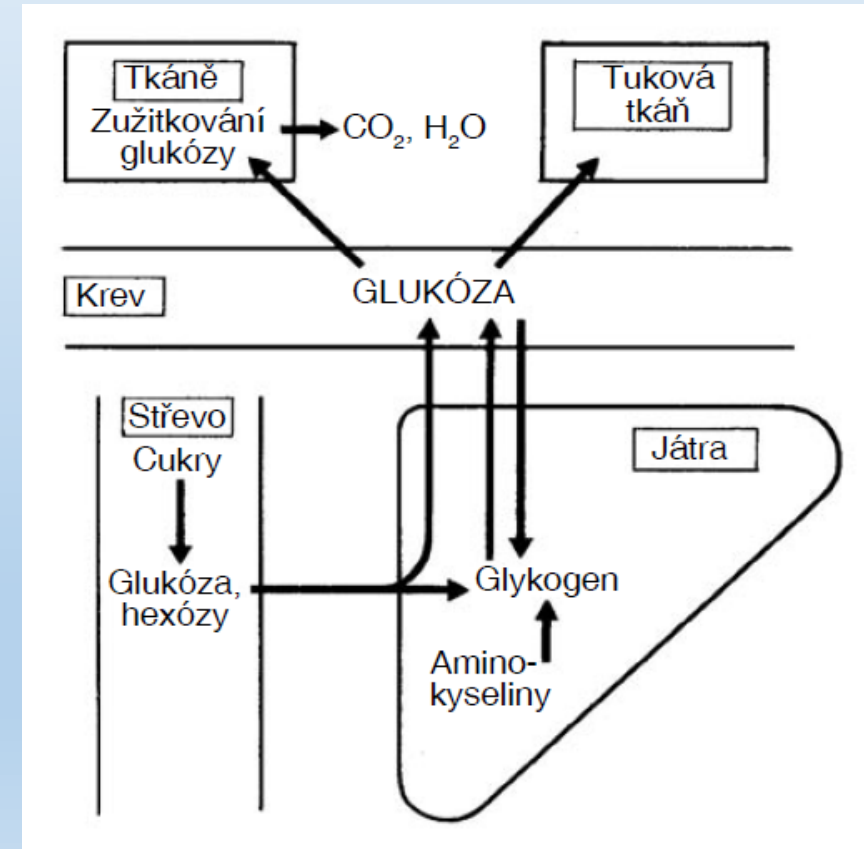 Tkáně
Zužitkování
glukózy
CO₂, H₂O
Tuková
tkáň
Krev
GLUKÓZA
Střevo
Cukry
Glukóza,
hexózy
Játra
Glykogen
Amino-
kyseliny